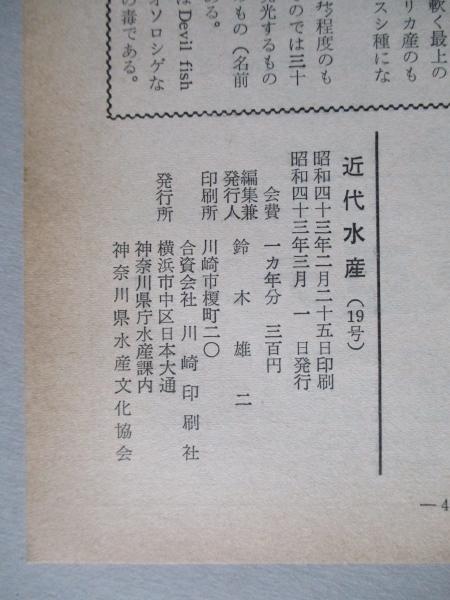 軟く最上の
リカ産のも
スシ種にな
程度のも
のでは三十
光するもの
もの（名前
ある。
はDevil fish
オソロシゲな
の毒である。
近代水産（19号）
昭和四十三年二月二十五日印刷
昭和四十三年三月一日発行
会費 一カ年分 三百円
編集兼
発行人 鈴木雄二
印刷所 川崎市榎町二〇
合資会社 川崎印刷社
発行所 横浜市中区日本大通
神奈川県庁水産課内
神奈川県水産文化協会
—4